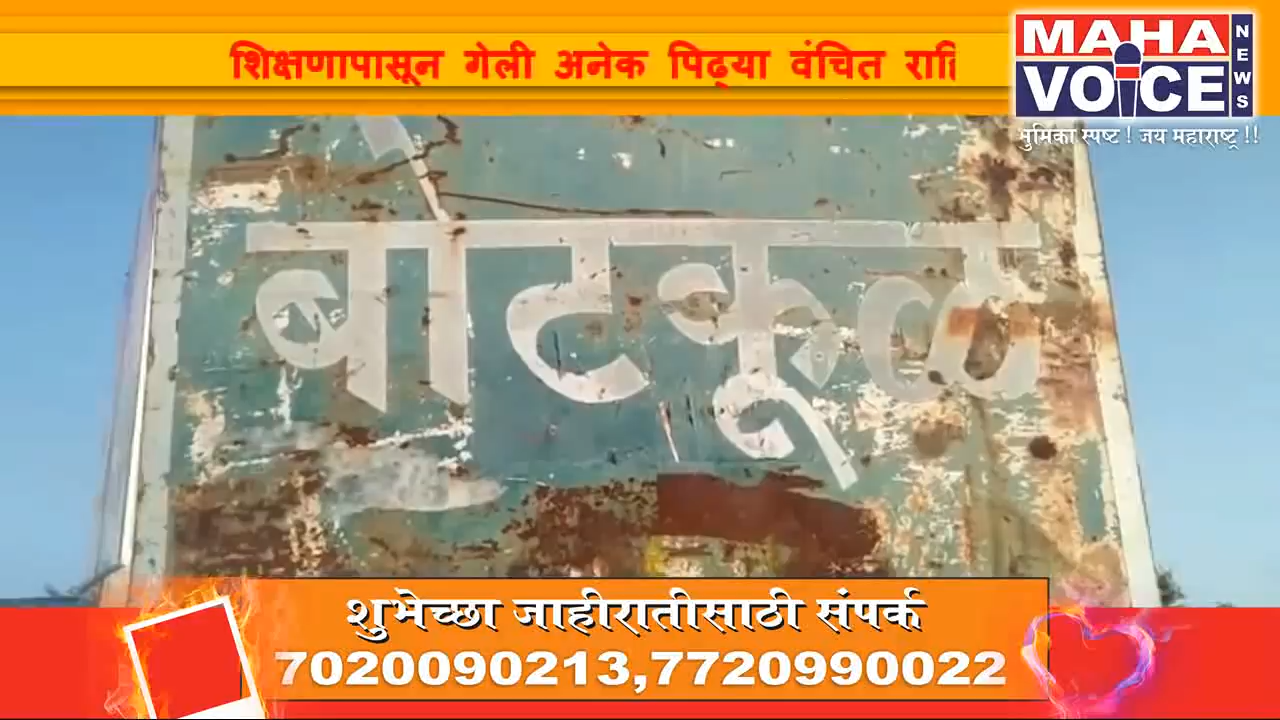 शिक्षणापासून गेली अनेक पिढ्या वंचित
MAHA
VOICE
NEWS
भुमिका स्पष्ट ! जय महाराष्ट्र !!
बोटकूळ
शुभेच्छा जाहीरातीसाठी संपर्क
7020090213,7720990022